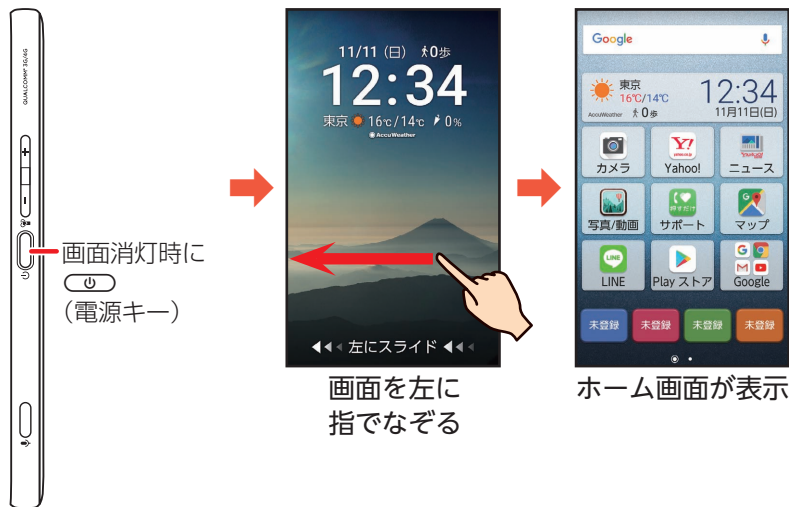 QUALCOMM 3G/4G
画面消灯時に
（電源キー）
11/11（日） 0歩
12:34
東京 16℃/14℃ 0%
AccuWeather
左にスライド
画面を左に
指でなぞる
Google
東京
16℃/14℃
AccuWeather 0歩
12:34
11月11日(日)
カメラ
Yahoo!
ニュース
写真/動画
押すだけ
サポート
マップ
LINE
LINE
Play ストア
Google
未登録
未登録
未登録
未登録
ホーム画面が表示